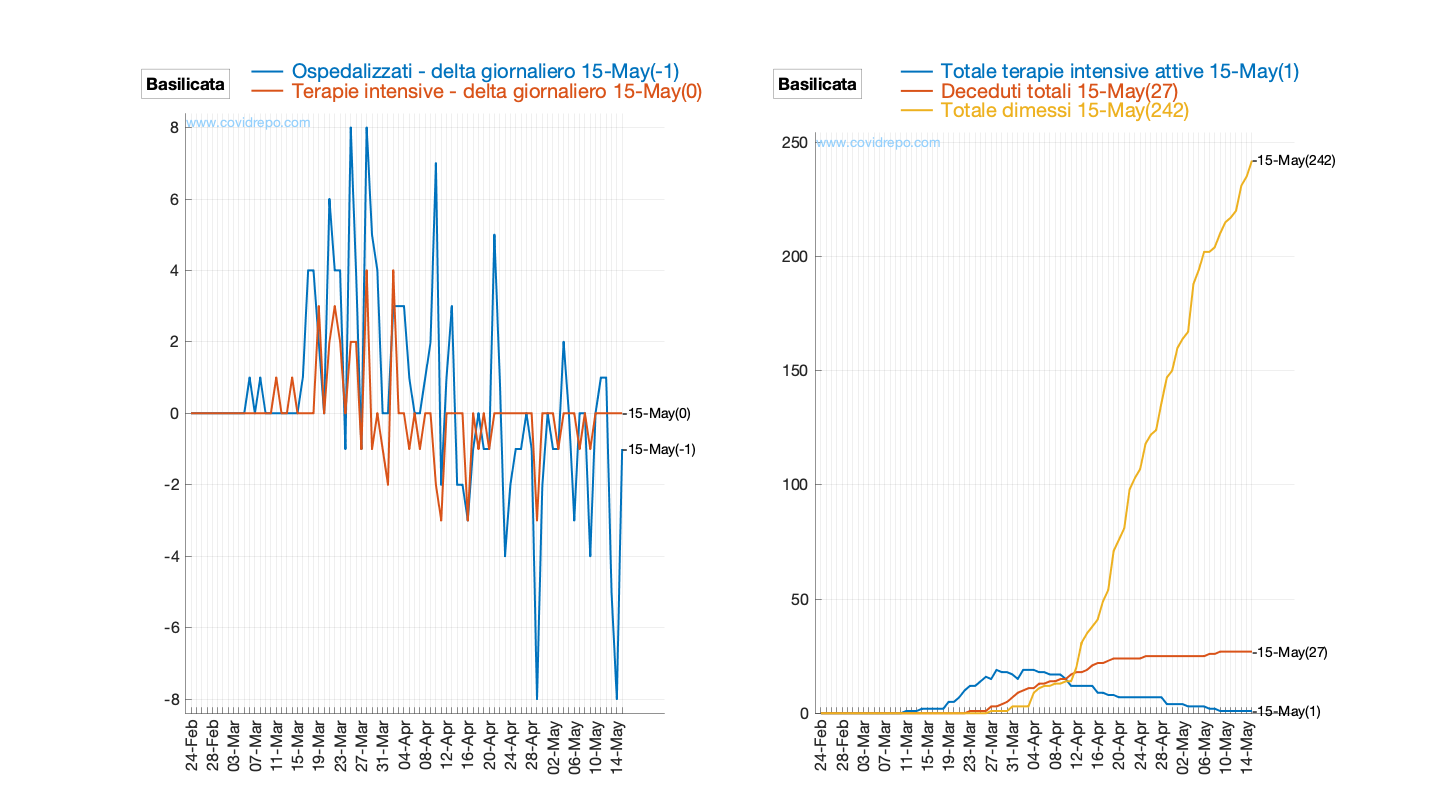 Basilicata
Ospedalizzati - delta giornaliero 15-May(-1)
Terapie intensive - delta giornaliero 15-May(0)
www.covidrepo.com
8
6
4
2
0
-2
-4
-6
-8
15-May(0)
15-May(-1)
24-Feb
28-Feb
03-Mar
07-Mar
11-Mar
15-Mar
19-Mar
23-Mar
27-Mar
31-Mar
04-Apr
08-Apr
12-Apr
16-Apr
20-Apr
24-Apr
28-Apr
02-May
06-May
10-May
14-May
Basilicata
Totale terapie intensive attive 15-May(1)
Deceduti totali 15-May(27)
Totale dimessi 15-May(242)
www.covidrepo.com
250
200
150
100
50
0
15-May(242)
15-May(27)
15-May(1)
24-Feb
28-Feb
03-Mar
07-Mar
11-Mar
15-Mar
19-Mar
23-Mar
27-Mar
31-Mar
04-Apr
08-Apr
12-Apr
16-Apr
20-Apr
24-Apr
28-Apr
02-May
06-May
10-May
14-May